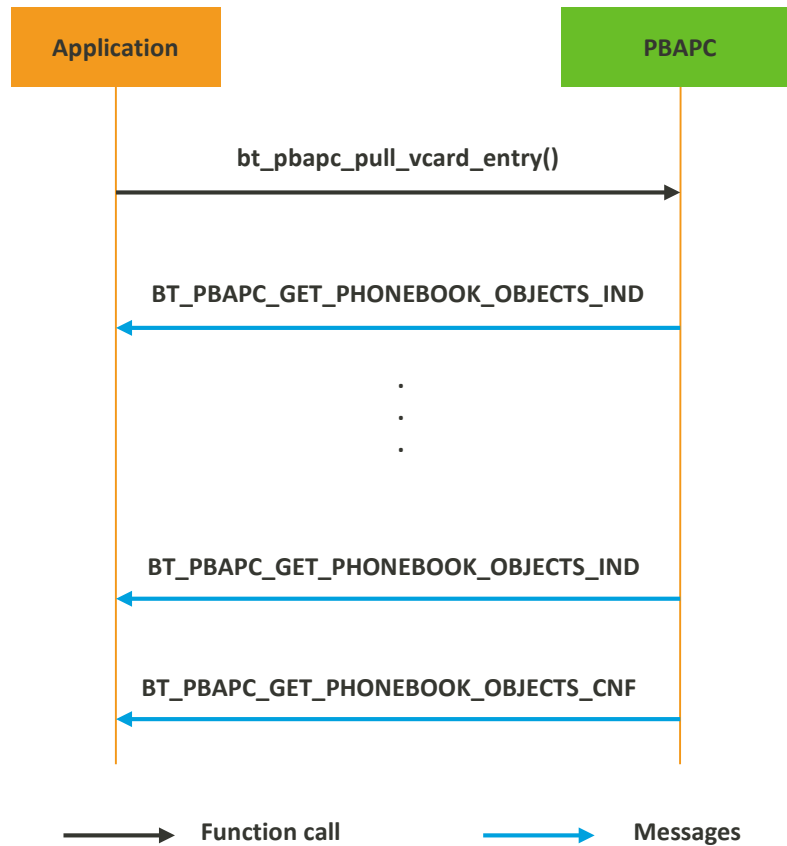 Application
PBAPC
bt_pbapc_pull_vcard_entry()
BT_PBAPC_GET_PHONEBOOK_OBJECTS_IND
.
.
.
BT_PBAPC_GET_PHONEBOOK_OBJECTS_IND
BT_PBAPC_GET_PHONEBOOK_OBJECTS_CNF
Function call
Messages